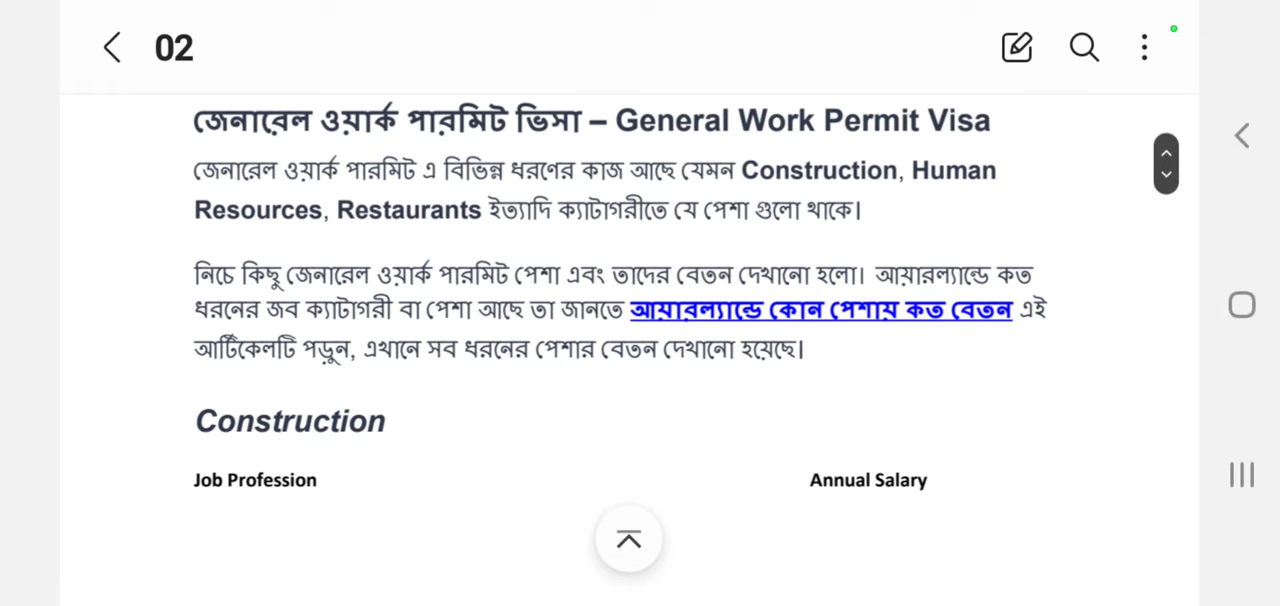 02
জেনারেল ওয়ার্ক পারমিট ভিসা – General Work Permit Visa
জেনারেল ওয়ার্ক পারমিট এ বিভিন্ন ধরণের কাজ আছে যেমন Construction, Human
Resources, Restaurants ইত্যাদি ক্যাটাগরীতে যে পেশা গুলো থাকে।
নিচে কিছু জেনারেল ওয়ার্ক পারমিট পেশা এবং তাদের বেতন দেখানো হলো। আয়ারল্যান্ডে কত
ধরনের জব ক্যাটাগরী বা পেশা আছে তা জানতে আয়ারল্যান্ডে কোন পেশায় কত বেতন এই
আর্টিকেলটি পড়ুন, এখানে সব ধরনের পেশার বেতন দেখানো হয়েছে।
Construction
Job Profession Annual Salary